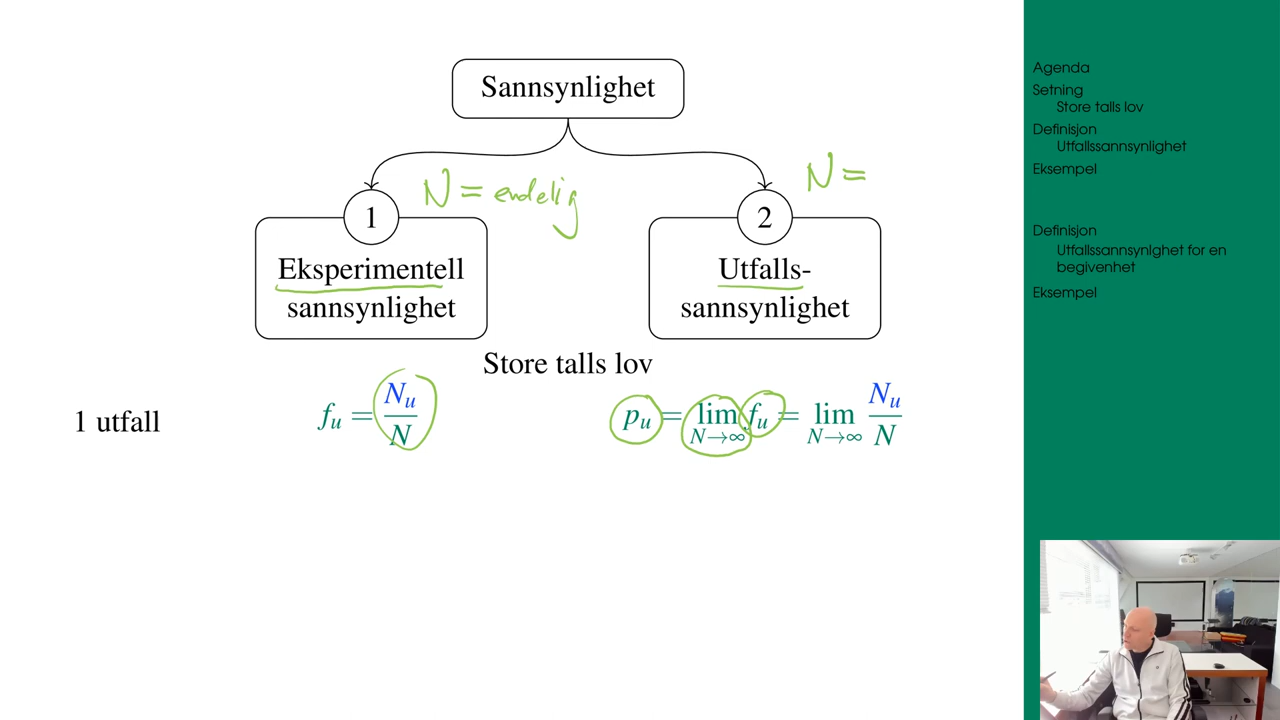 Sannsynlighet
N = endelig
N =
1
2
Eksperimentell
sannsynlighet
Utfalls-
sannsynlighet
Store talls lov
1 utfall
f_u = N_u / N
p_u = lim_{N→∞} f_u = lim_{N→∞} N_u / N
Agenda
Setning
Store talls lov
Definisjon
Utfallssannsynlighet
Eksempel
Definisjon
Utfallssannsynlghet for en
begivenhet
Eksempel